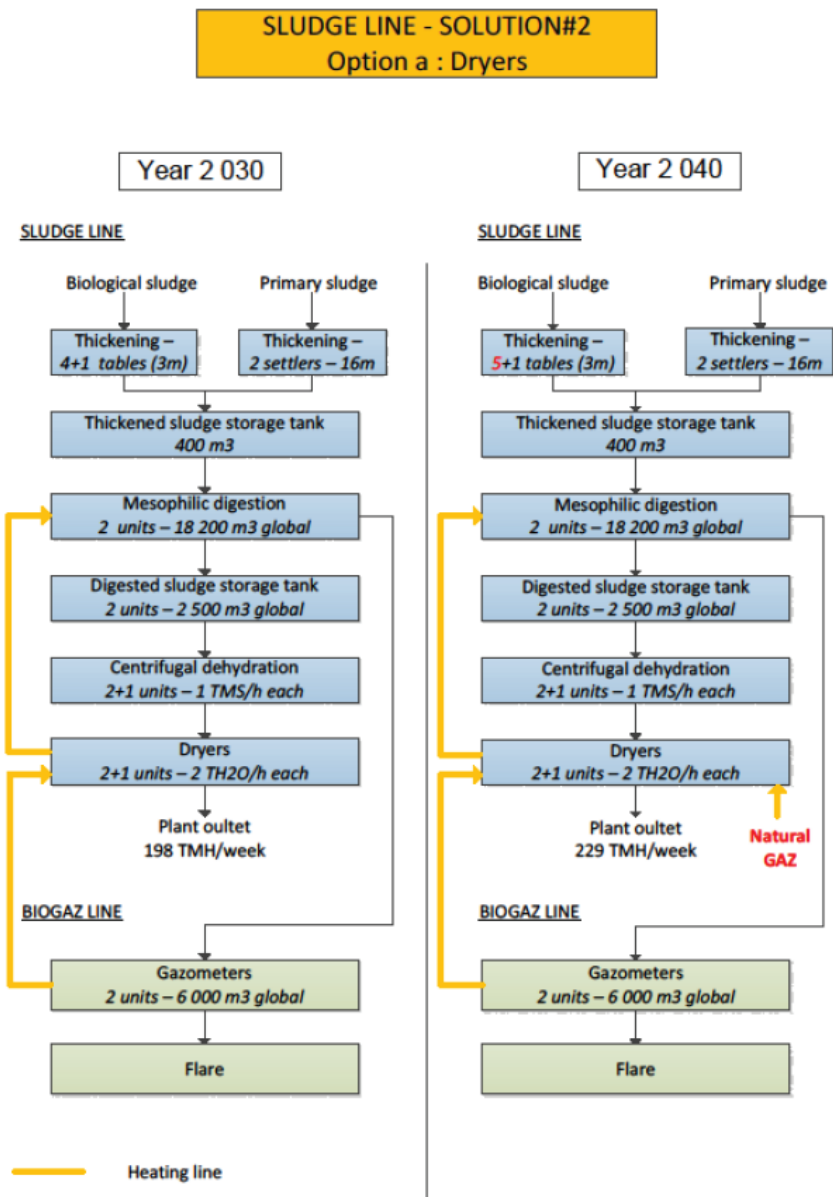 SLUDGE LINE - SOLUTION#2
Option a : Dryers
Year 2 030
SLUDGE LINE
Biological sludge
Primary sludge
Thickening –
4+1 tables (3m)
Thickening –
2 settlers – 16m
Thickened sludge storage tank
400 m3
Mesophilic digestion
2 units – 18 200 m3 global
Digested sludge storage tank
2 units – 2 500 m3 global
Centrifugal dehydration
2+1 units – 1 TMS/h each
Dryers
2+1 units – 2 TH2O/h each
Plant oultet
198 TMH/week
BIOGAZ LINE
Gazometers
2 units – 6 000 m3 global
Flare
Heating line
Year 2 040
SLUDGE LINE
Biological sludge
Primary sludge
Thickening –
5+1 tables (3m)
Thickening –
2 settlers – 16m
Thickened sludge storage tank
400 m3
Mesophilic digestion
2 units – 18 200 m3 global
Digested sludge storage tank
2 units – 2 500 m3 global
Centrifugal dehydration
2+1 units – 1 TMS/h each
Dryers
2+1 units – 2 TH2O/h each
Plant oultet
229 TMH/week
Natural
GAZ
BIOGAZ LINE
Gazometers
2 units – 6 000 m3 global
Flare